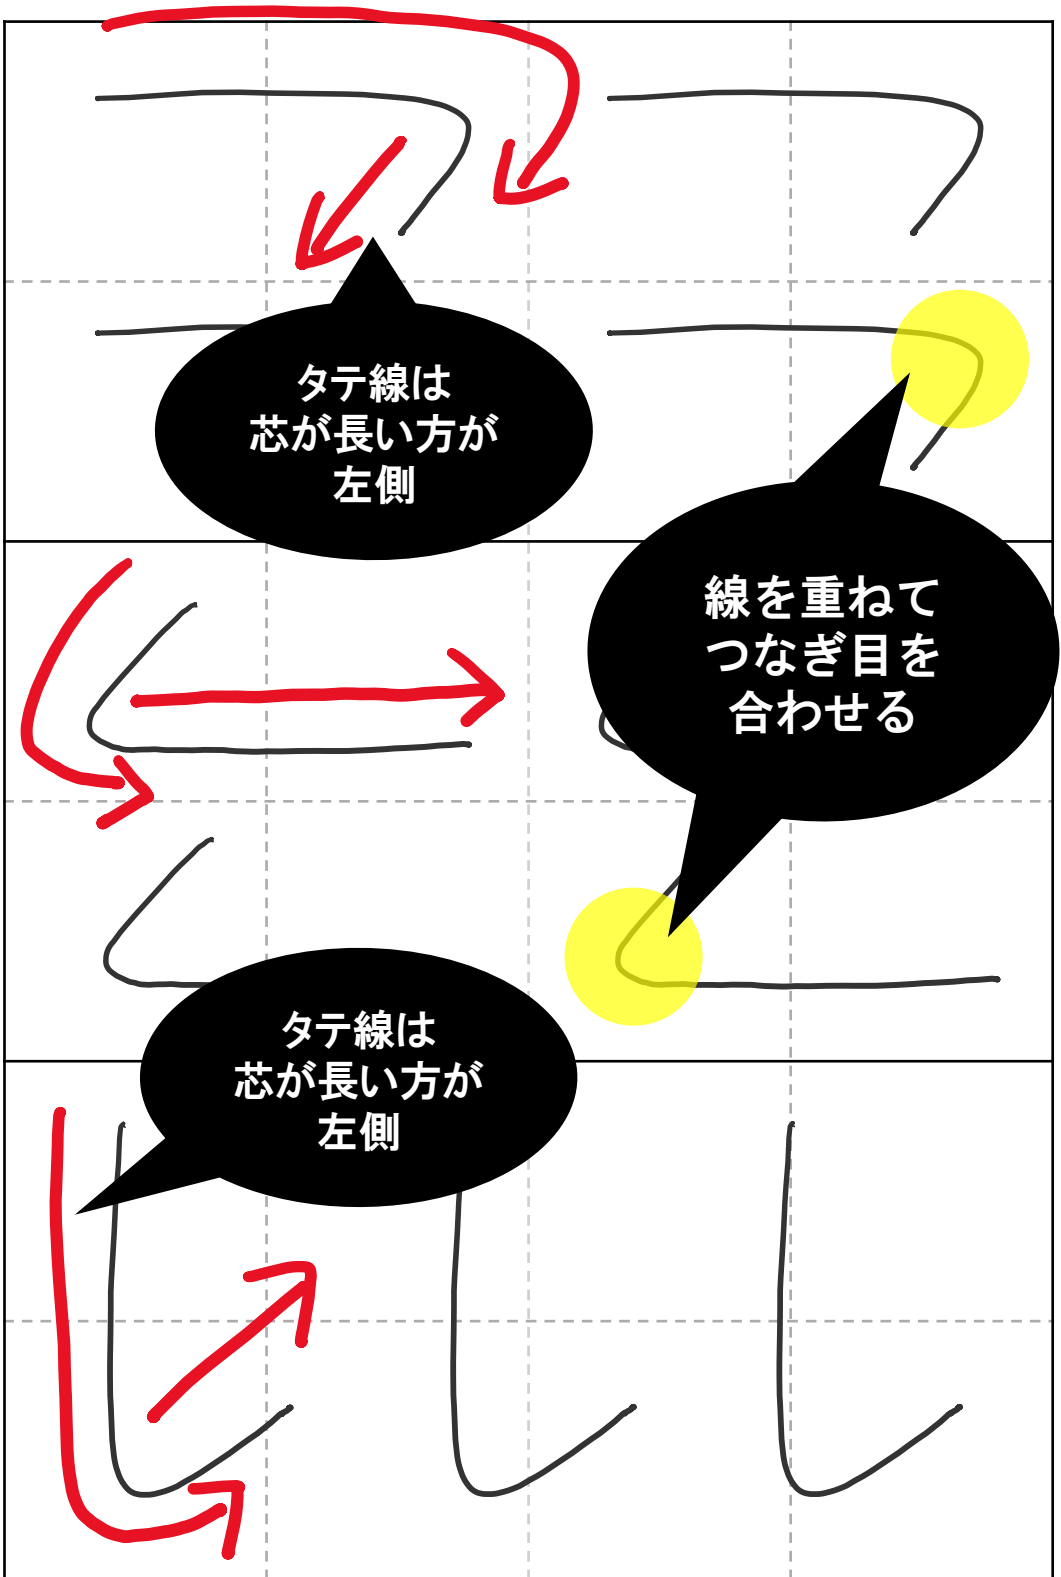 タテ線は
芯が長い方が
左側
線を重ねて
つなぎ目を
合わせる
タテ線は
芯が長い方が
左側